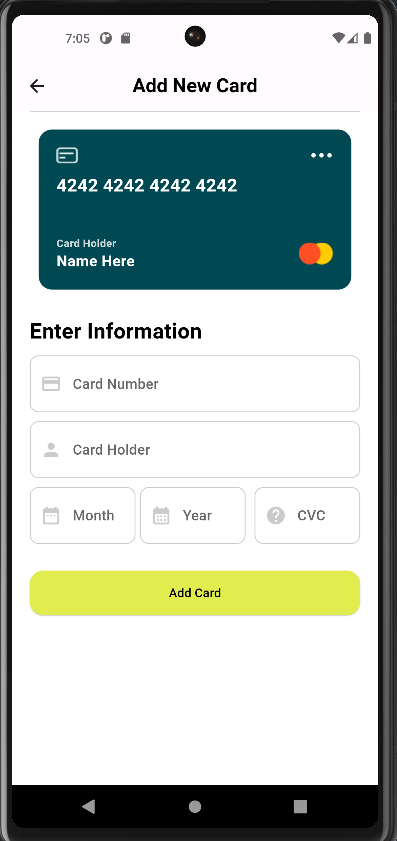 7:05
Add New Card
4242 4242 4242 4242
Card Holder
Name Here
Enter Information
Card Number
Card Holder
Month Year CVC
Add Card